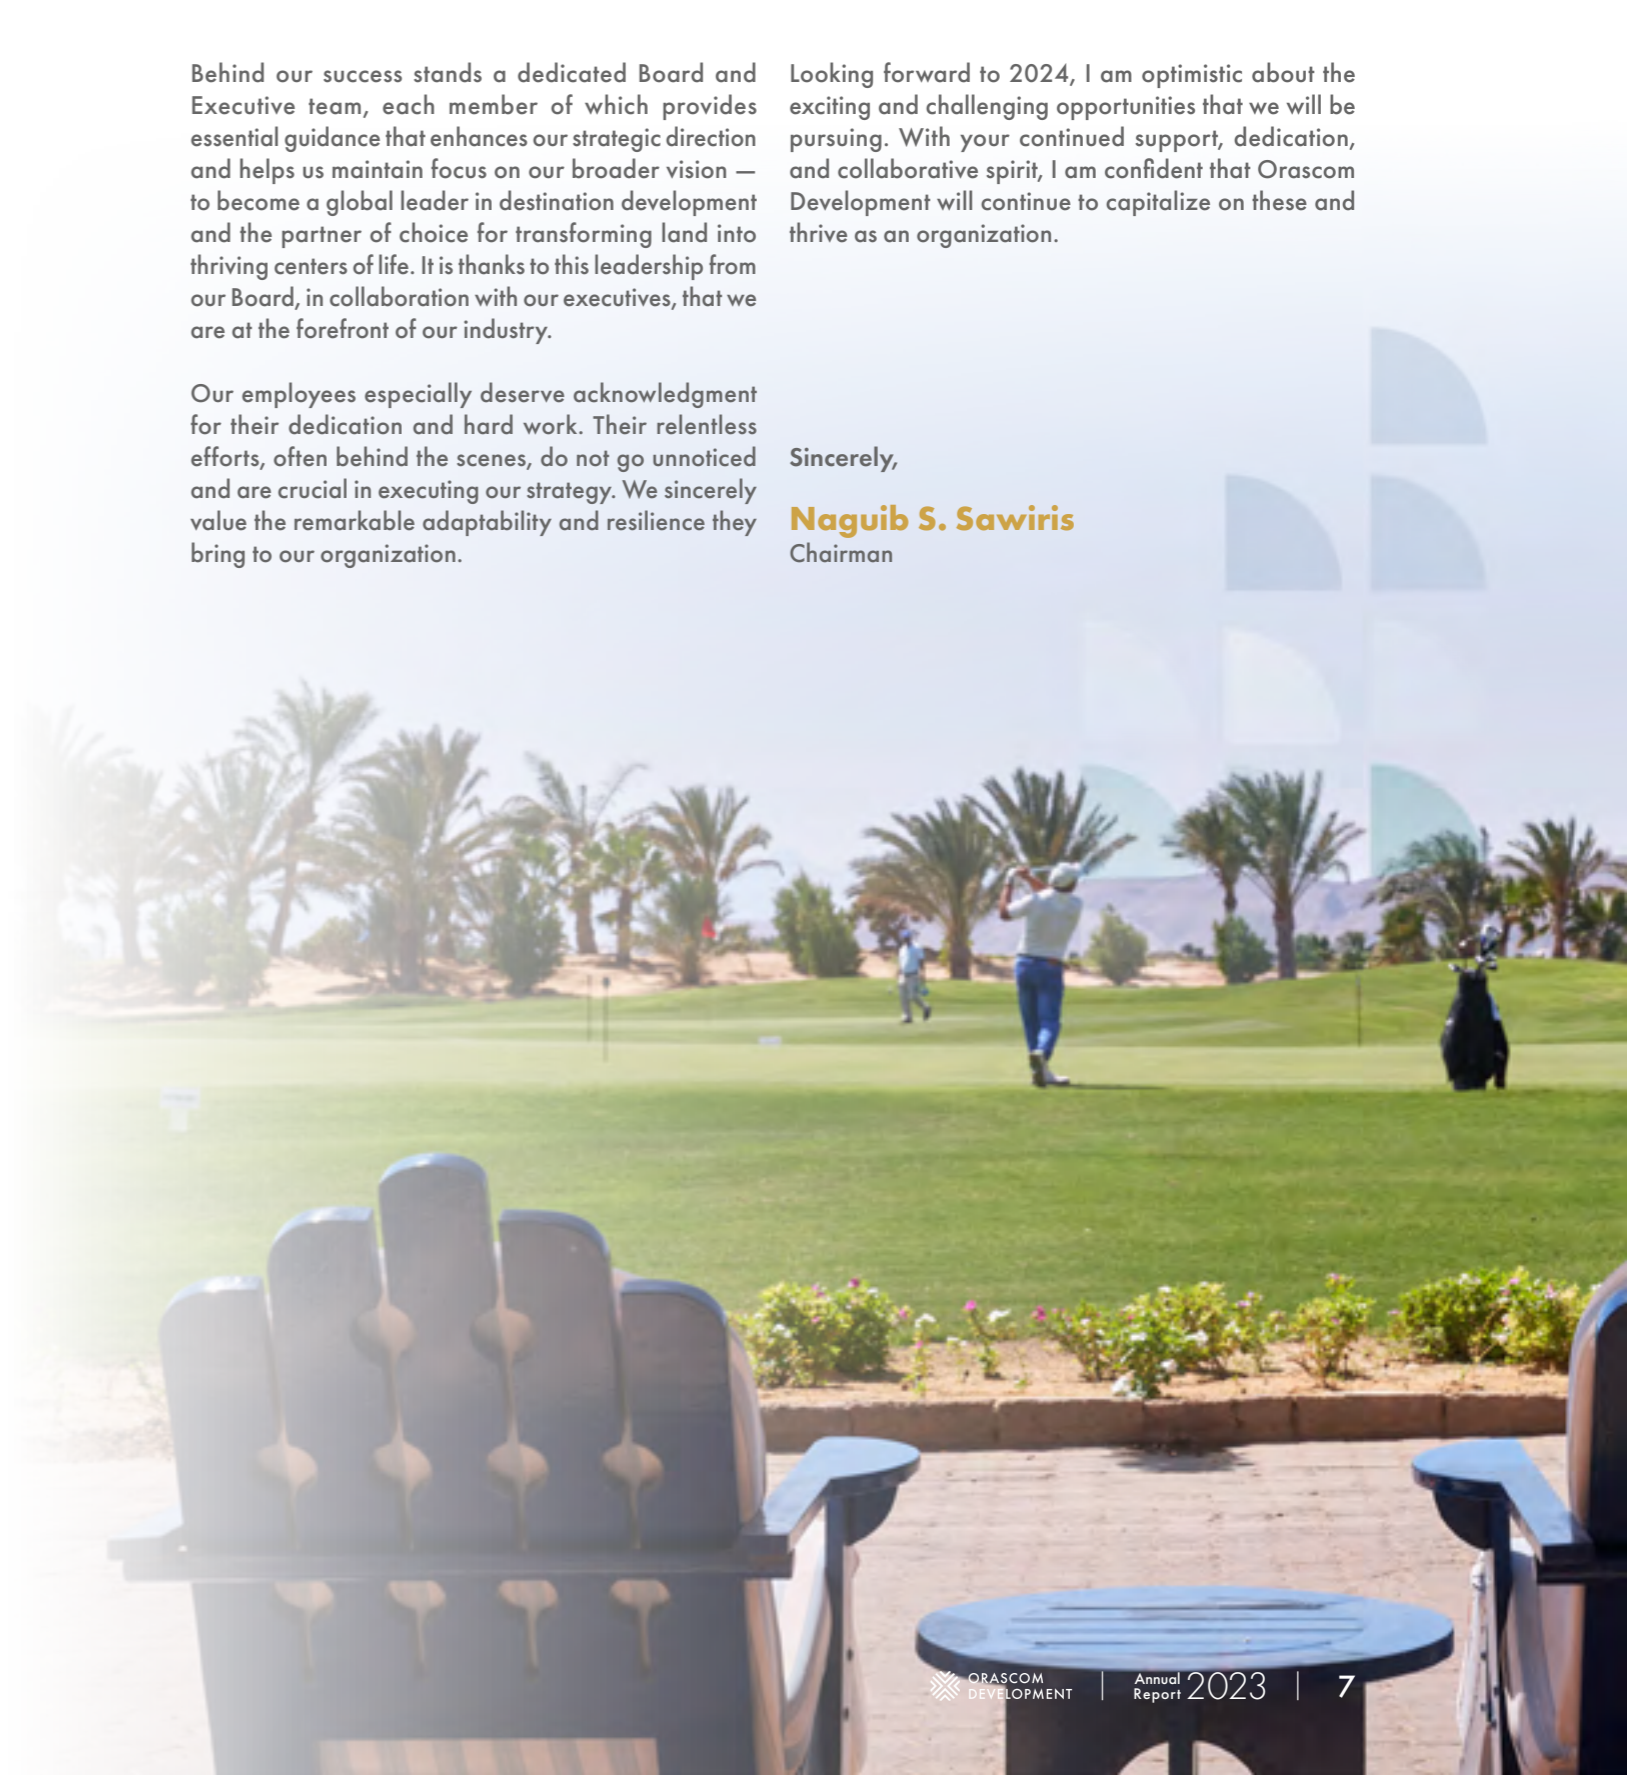 Behind our success stands a dedicated Board and
Executive team, each member of which provides
essential guidance that enhances our strategic direction
and helps us maintain focus on our broader vision —
to become a global leader in destination development
and the partner of choice for transforming land into
thriving centers of life. It is thanks to this leadership from
our Board, in collaboration with our executives, that we
are at the forefront of our industry.
Our employees especially deserve acknowledgment
for their dedication and hard work. Their relentless
efforts, often behind the scenes, do not go unnoticed
and are crucial in executing our strategy. We sincerely
value the remarkable adaptability and resilience they
bring to our organization.
Looking forward to 2024, I am optimistic about the
exciting and challenging opportunities that we will be
pursuing. With your continued support, dedication,
and collaborative spirit, I am confident that Orascom
Development will continue to capitalize on these and
thrive as an organization.
Sincerely,
Naguib S. Sawiris
Chairman
ORASCOM
DEVELOPMENT
Annual
Report 2023
7